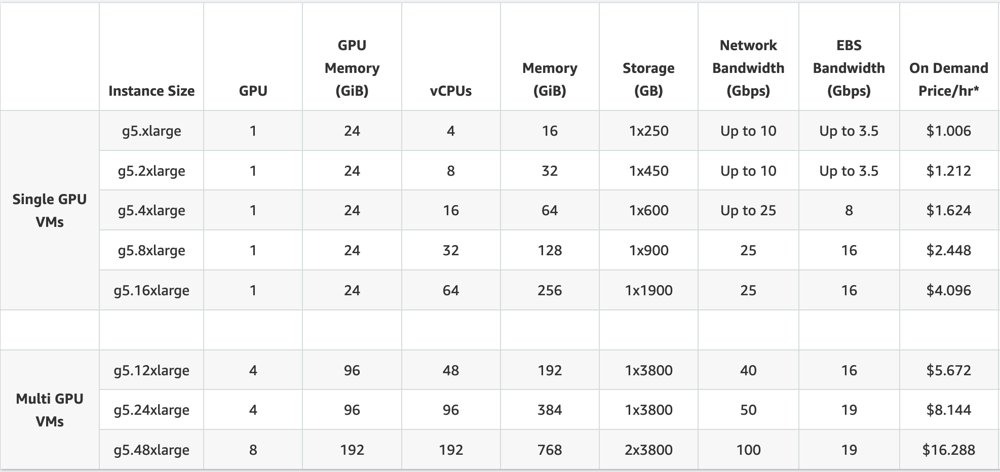 Instance Size GPU GPU Memory (GiB) vCPUs Memory (GiB) Storage (GB) Network Bandwidth (Gbps) EBS Bandwidth (Gbps) On Demand Price/hr*
Single GPU VMs
g5.xlarge 1 24 4 16 1x250 Up to 10 Up to 3.5 $1.006
g5.2xlarge 1 24 8 32 1x450 Up to 10 Up to 3.5 $1.212
g5.4xlarge 1 24 16 64 1x600 Up to 25 8 $1.624
g5.8xlarge 1 24 32 128 1x900 25 16 $2.448
g5.16xlarge 1 24 64 256 1x1900 25 16 $4.096
Multi GPU VMs
g5.12xlarge 4 96 48 192 1x3800 40 16 $5.672
g5.24xlarge 4 96 96 384 1x3800 50 19 $8.144
g5.48xlarge 8 192 192 768 2x3800 100 19 $16.288